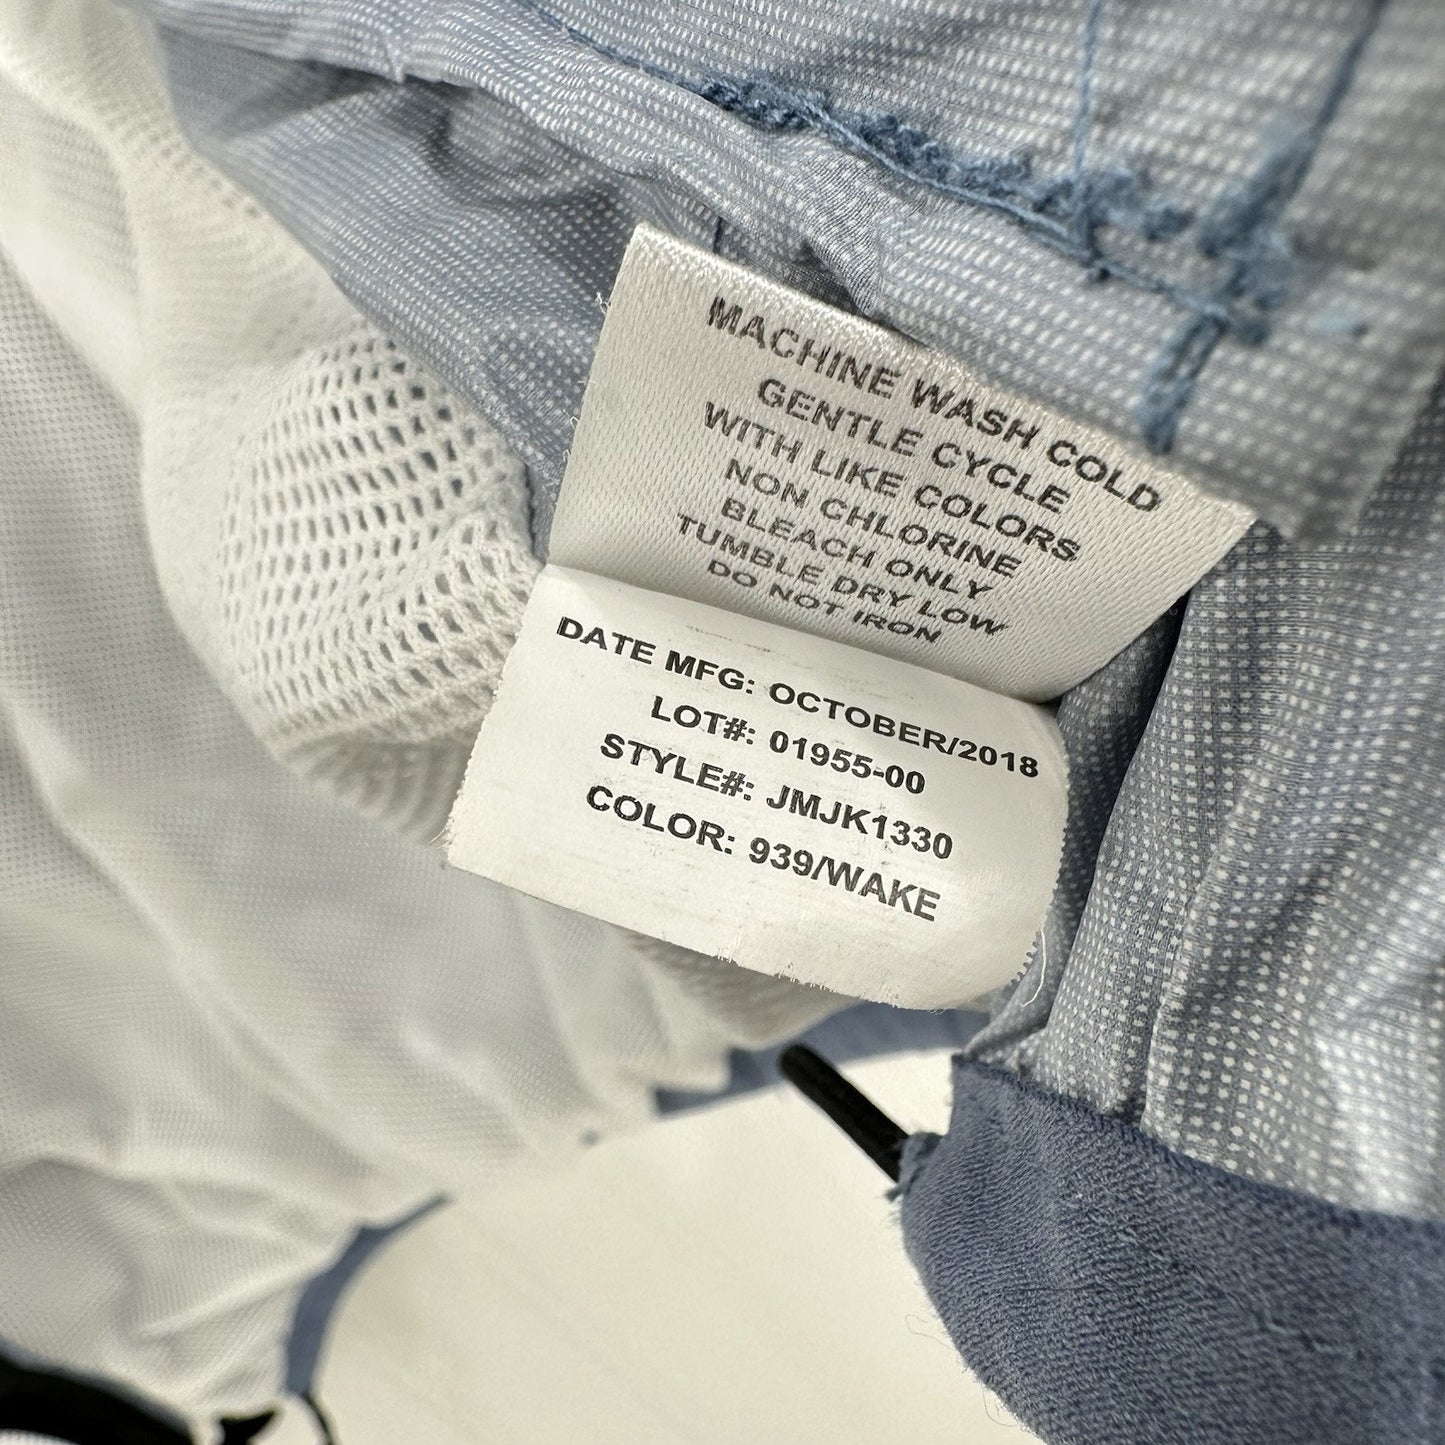 MACHINE WASH COLD
GENTLE CYCLE
WITH LIKE COLORS
NON CHLORINE
BLEACH ONLY
TUMBLE DRY LOW
DO NOT IRON
DATE MFG: OCTOBER/2018
LOT#: 01955-00
STYLE#: JMJK1330
COLOR: 939/WAKE